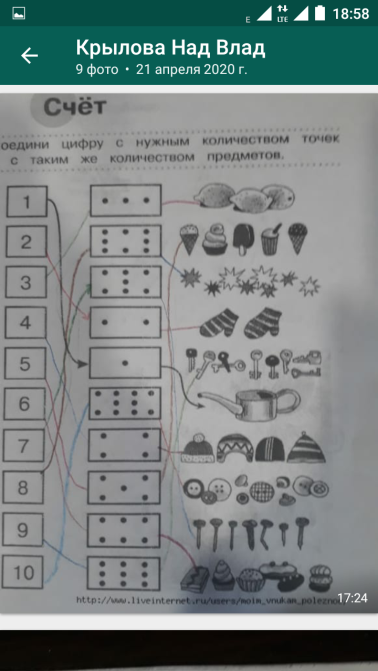 E LTE 18:58
Крылова Над Влад
9 фото • 21 апреля 2020 г.
Счёт
оедини цифру с нужным количеством точек
с таким же количеством предметов.
1
2
3
4
5
6
7
8
9
10
http://www.liveinternet.ru/users/moim_vnukam_polezno
17:24